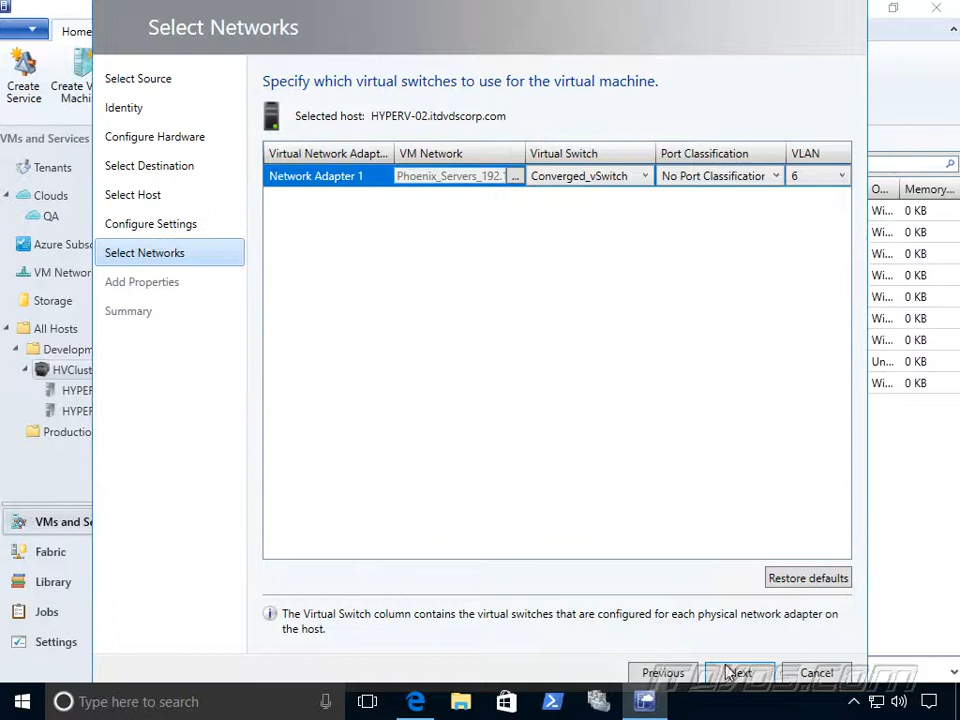 Select Networks
Home
Create
Service
Create V
Machi
VMs and Services
Tenants
Clouds
QA
Azure Subsc
VM Networ
Storage
All Hosts
Developm
HVClust
HYPER
HYPER
Production
VMs and Se
Fabric
Library
Jobs
Settings
Select Source
Identity
Configure Hardware
Select Destination
Select Host
Configure Settings
Select Networks
Add Properties
Summary
Specify which virtual switches to use for the virtual machine.
Selected host: HYPERV-02.itdvdscorp.com
Virtual Network Adapt... VM Network Virtual Switch Port Classification VLAN
Network Adapter 1 Phoenix_Servers_192.1 ... Converged_vSwitch No Port Classification 6
Restore defaults
The Virtual Switch column contains the virtual switches that are configured for each physical network adapter on
the host.
Previous Next Cancel
O... Memory...
Wi... 0 KB
Wi... 0 KB
Wi... 0 KB
Wi... 0 KB
Wi... 0 KB
Wi... 0 KB
Wi... 0 KB
Un... 0 KB
Wi... 0 KB
ITDVDS.COM
Type here to search